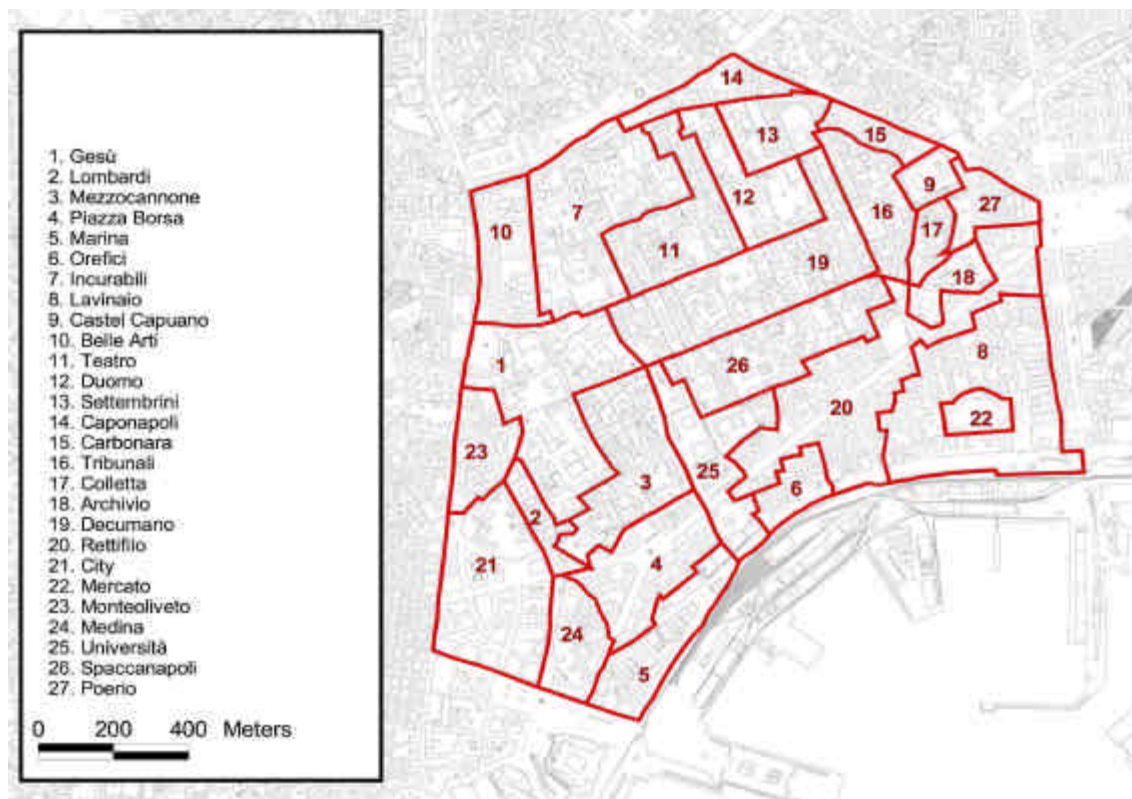 1. Gesù
2. Lombardi
3. Mezzocannone
4. Piazza Borsa
5. Marina
6. Orefici
7. Incurabili
8. Lavinaio
9. Castel Capuano
10. Belle Arti
11. Teatro
12. Duomo
13. Settembrini
14. Caponapoli
15. Carbonara
16. Tribunali
17. Colletta
18. Archivio
19. Decumano
20. Rettifilo
21. City
22. Mercato
23. Monteoliveto
24. Medina
25. Università
26. Spaccanapoli
27. Poerio
0 200 400 Meters
14
13
15
9
27
12
7
16
17
10
11
19
18
1
26
8
20
22
23
3
25
6
2
21
4
24
5